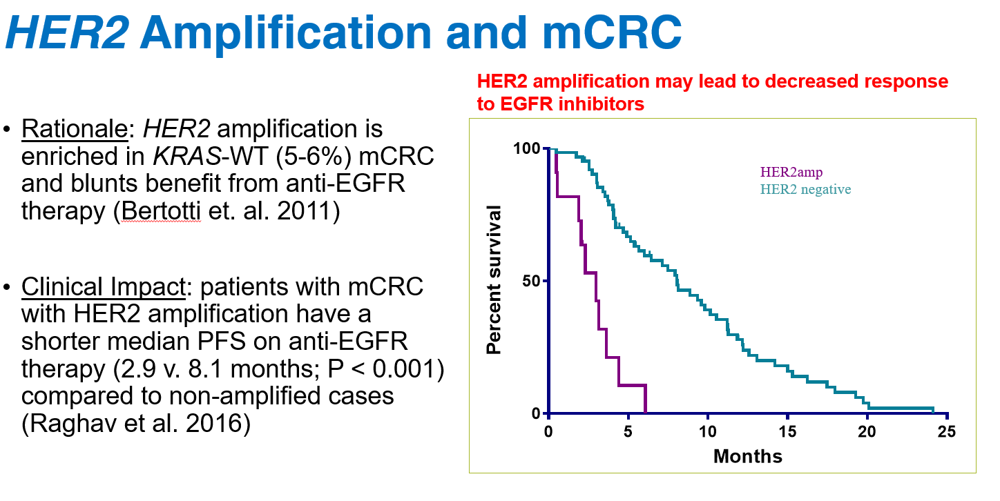 HER2 Amplification and mCRC
HER2 amplification may lead to decreased response
to EGFR inhibitors
• Rationale: HER2 amplification is
enriched in KRAS-WT (5-6%) mCRC
and blunts benefit from anti-EGFR
therapy (Bertotti et. al. 2011)
• Clinical Impact: patients with mCRC
with HER2 amplification have a
shorter median PFS on anti-EGFR
therapy (2.9 v. 8.1 months; P < 0.001)
compared to non-amplified cases
(Raghav et al. 2016)
HER2amp
HER2 negative
Percent survival
100
50
0
0 5 10 15 20 25
Months